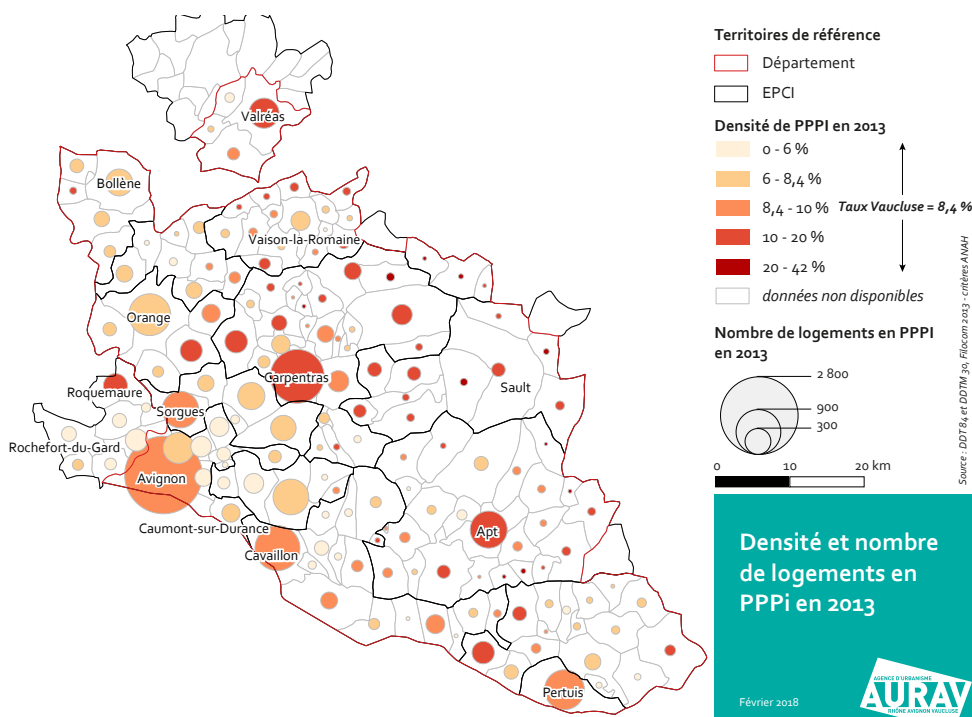 Territoires de référence
Département
EPCI
Densité de PPPI en 2013
0 - 6 %
6 - 8,4 %
8,4 - 10 %
Taux Vaucluse = 8,4 %
10 - 20 %
20 - 42 %
données non disponibles
Nombre de logements en PPPI
en 2013
2 800
900
300
0 10 20 km
Source : DDT 84 et DDTM 30, Filocom 2013 - critères ANAH
Densité et nombre
de logements en
PPPi en 2013
Février 2018
AGENCE D'URBANISME
AURAV
RHÔNE AVIGNON VAUCLUSE
Valréas
Bollène
Vaison-la-Romaine
Orange
Carpentras
Roquemaure
Sault
Sorgues
Rochefort-du-Gard
Avignon
Caumont-sur-Durance
Apt
Cavaillon
Pertuis